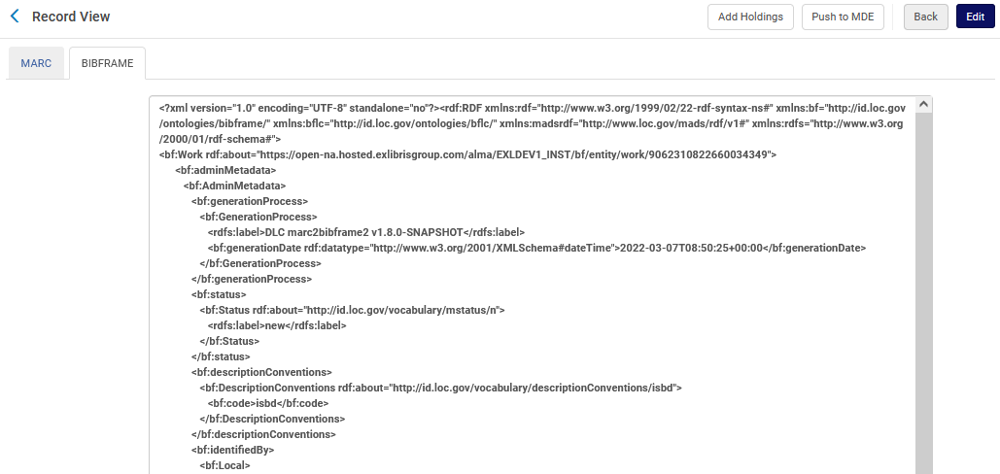 Record View
Add Holdings
Push to MDE
Back
Edit
MARC
BIBFRAME
<?xml version="1.0" encoding="UTF-8" standalone="no"?><rdf:RDF xmlns:rdf="http://www.w3.org/1999/02/22-rdf-syntax-ns#" xmlns:bf="http://id.loc.gov
/ontologies/bibframe/" xmlns:bflc="http://id.loc.gov/ontologies/bflc/" xmlns:madsrdf="http://www.loc.gov/mads/rdf/v1#" xmlns:rdfs="http://www.w3.org
/2000/01/rdf-schema#">
<bf:Work rdf:about="https://open-na.hosted.exlibrisgroup.com/alma/EXLDEV1_INST/bf/entity/work/9062310822660034349">
<bf:adminMetadata>
<bf:AdminMetadata>
<bf:generationProcess>
<bf:GenerationProcess>
<rdfs:label>DLC marc2bibframe2 v1.8.0-SNAPSHOT</rdfs:label>
<bf:generationDate rdf:datatype="http://www.w3.org/2001/XMLSchema#dateTime">2022-03-07T08:50:25+00:00</bf:generationDate>
</bf:GenerationProcess>
</bf:generationProcess>
<bf:status>
<bf:Status rdf:about="http://id.loc.gov/vocabulary/mstatus/n">
<rdfs:label>new</rdfs:label>
</bf:Status>
</bf:status>
<bf:descriptionConventions>
<bf:DescriptionConventions rdf:about="http://id.loc.gov/vocabulary/descriptionConventions/isbd">
<bf:code>isbd</bf:code>
</bf:DescriptionConventions>
</bf:descriptionConventions>
<bf:identifiedBy>
<bf:Local>